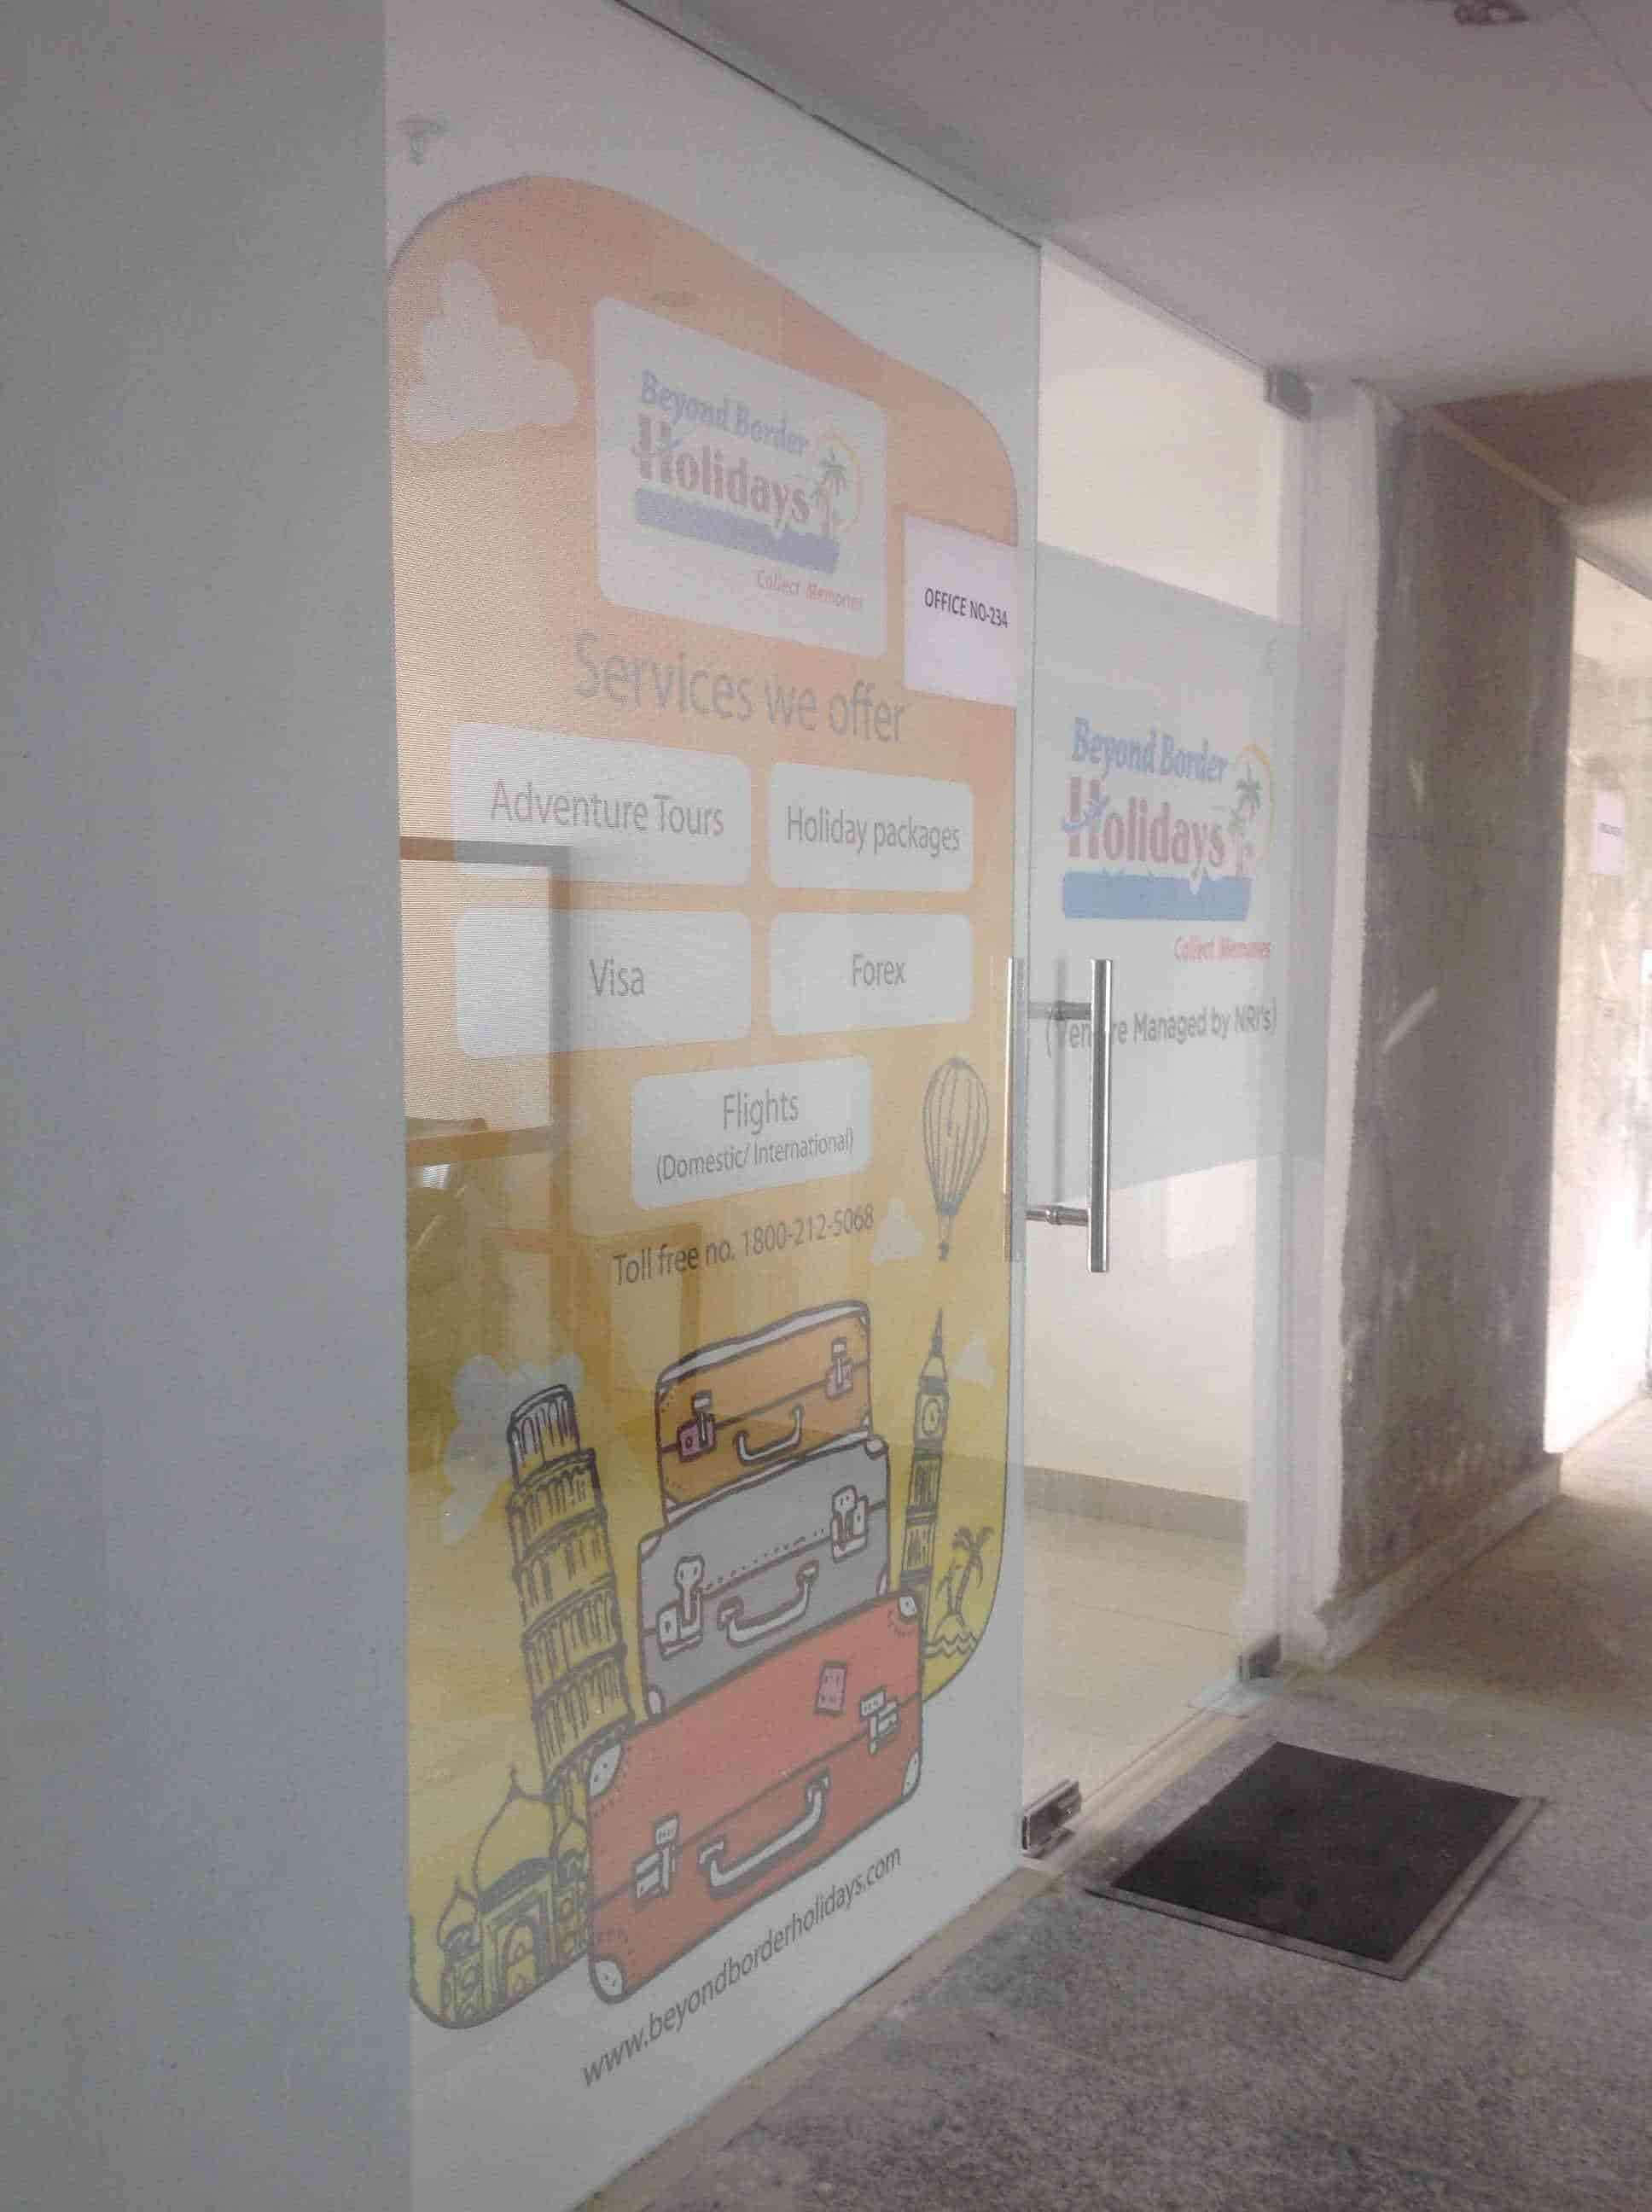 Beyond Border
Holidays
Collect Memories
OFFICE NO-234
Services we offer
Adventure Tours
Holiday packages
Visa
Forex
Flights
(Domestic/ International)
Toll free no. 1800-212-5068
www.beyondborderholidays.com
Beyond Border
Holidays
Collect Memories
Managed by NRI's)